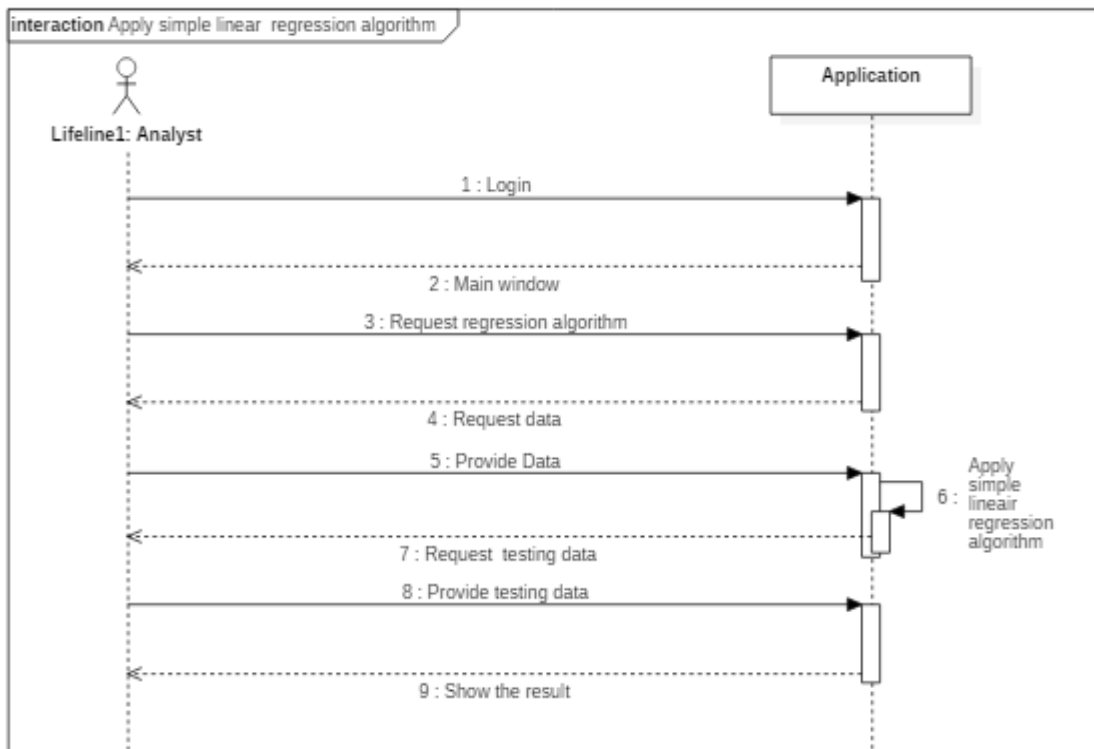 interaction Apply simple linear regression algorithm
Application
Lifeline1: Analyst
1 : Login
2 : Main window
3 : Request regression algorithm
4 : Request data
5 : Provide Data
6 :
Apply
simple
lineair
regression
algorithm
7 : Request testing data
8 : Provide testing data
9 : Show the result